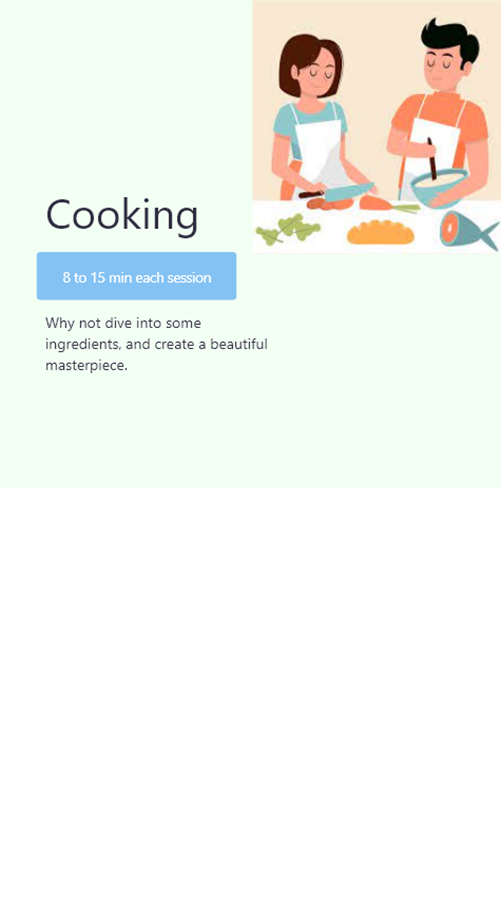 Cooking
8 to 15 min each session
Why not dive into some
ingredients, and create a beautiful
masterpiece.